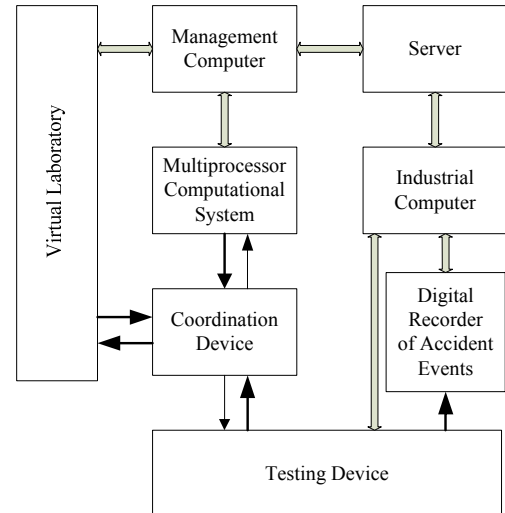 Virtual Laboratory
Management
Computer
Server
Multiprocessor
Computational
System
Industrial
Computer
Coordination
Device
Digital
Recorder
of Accident
Events
Testing Device